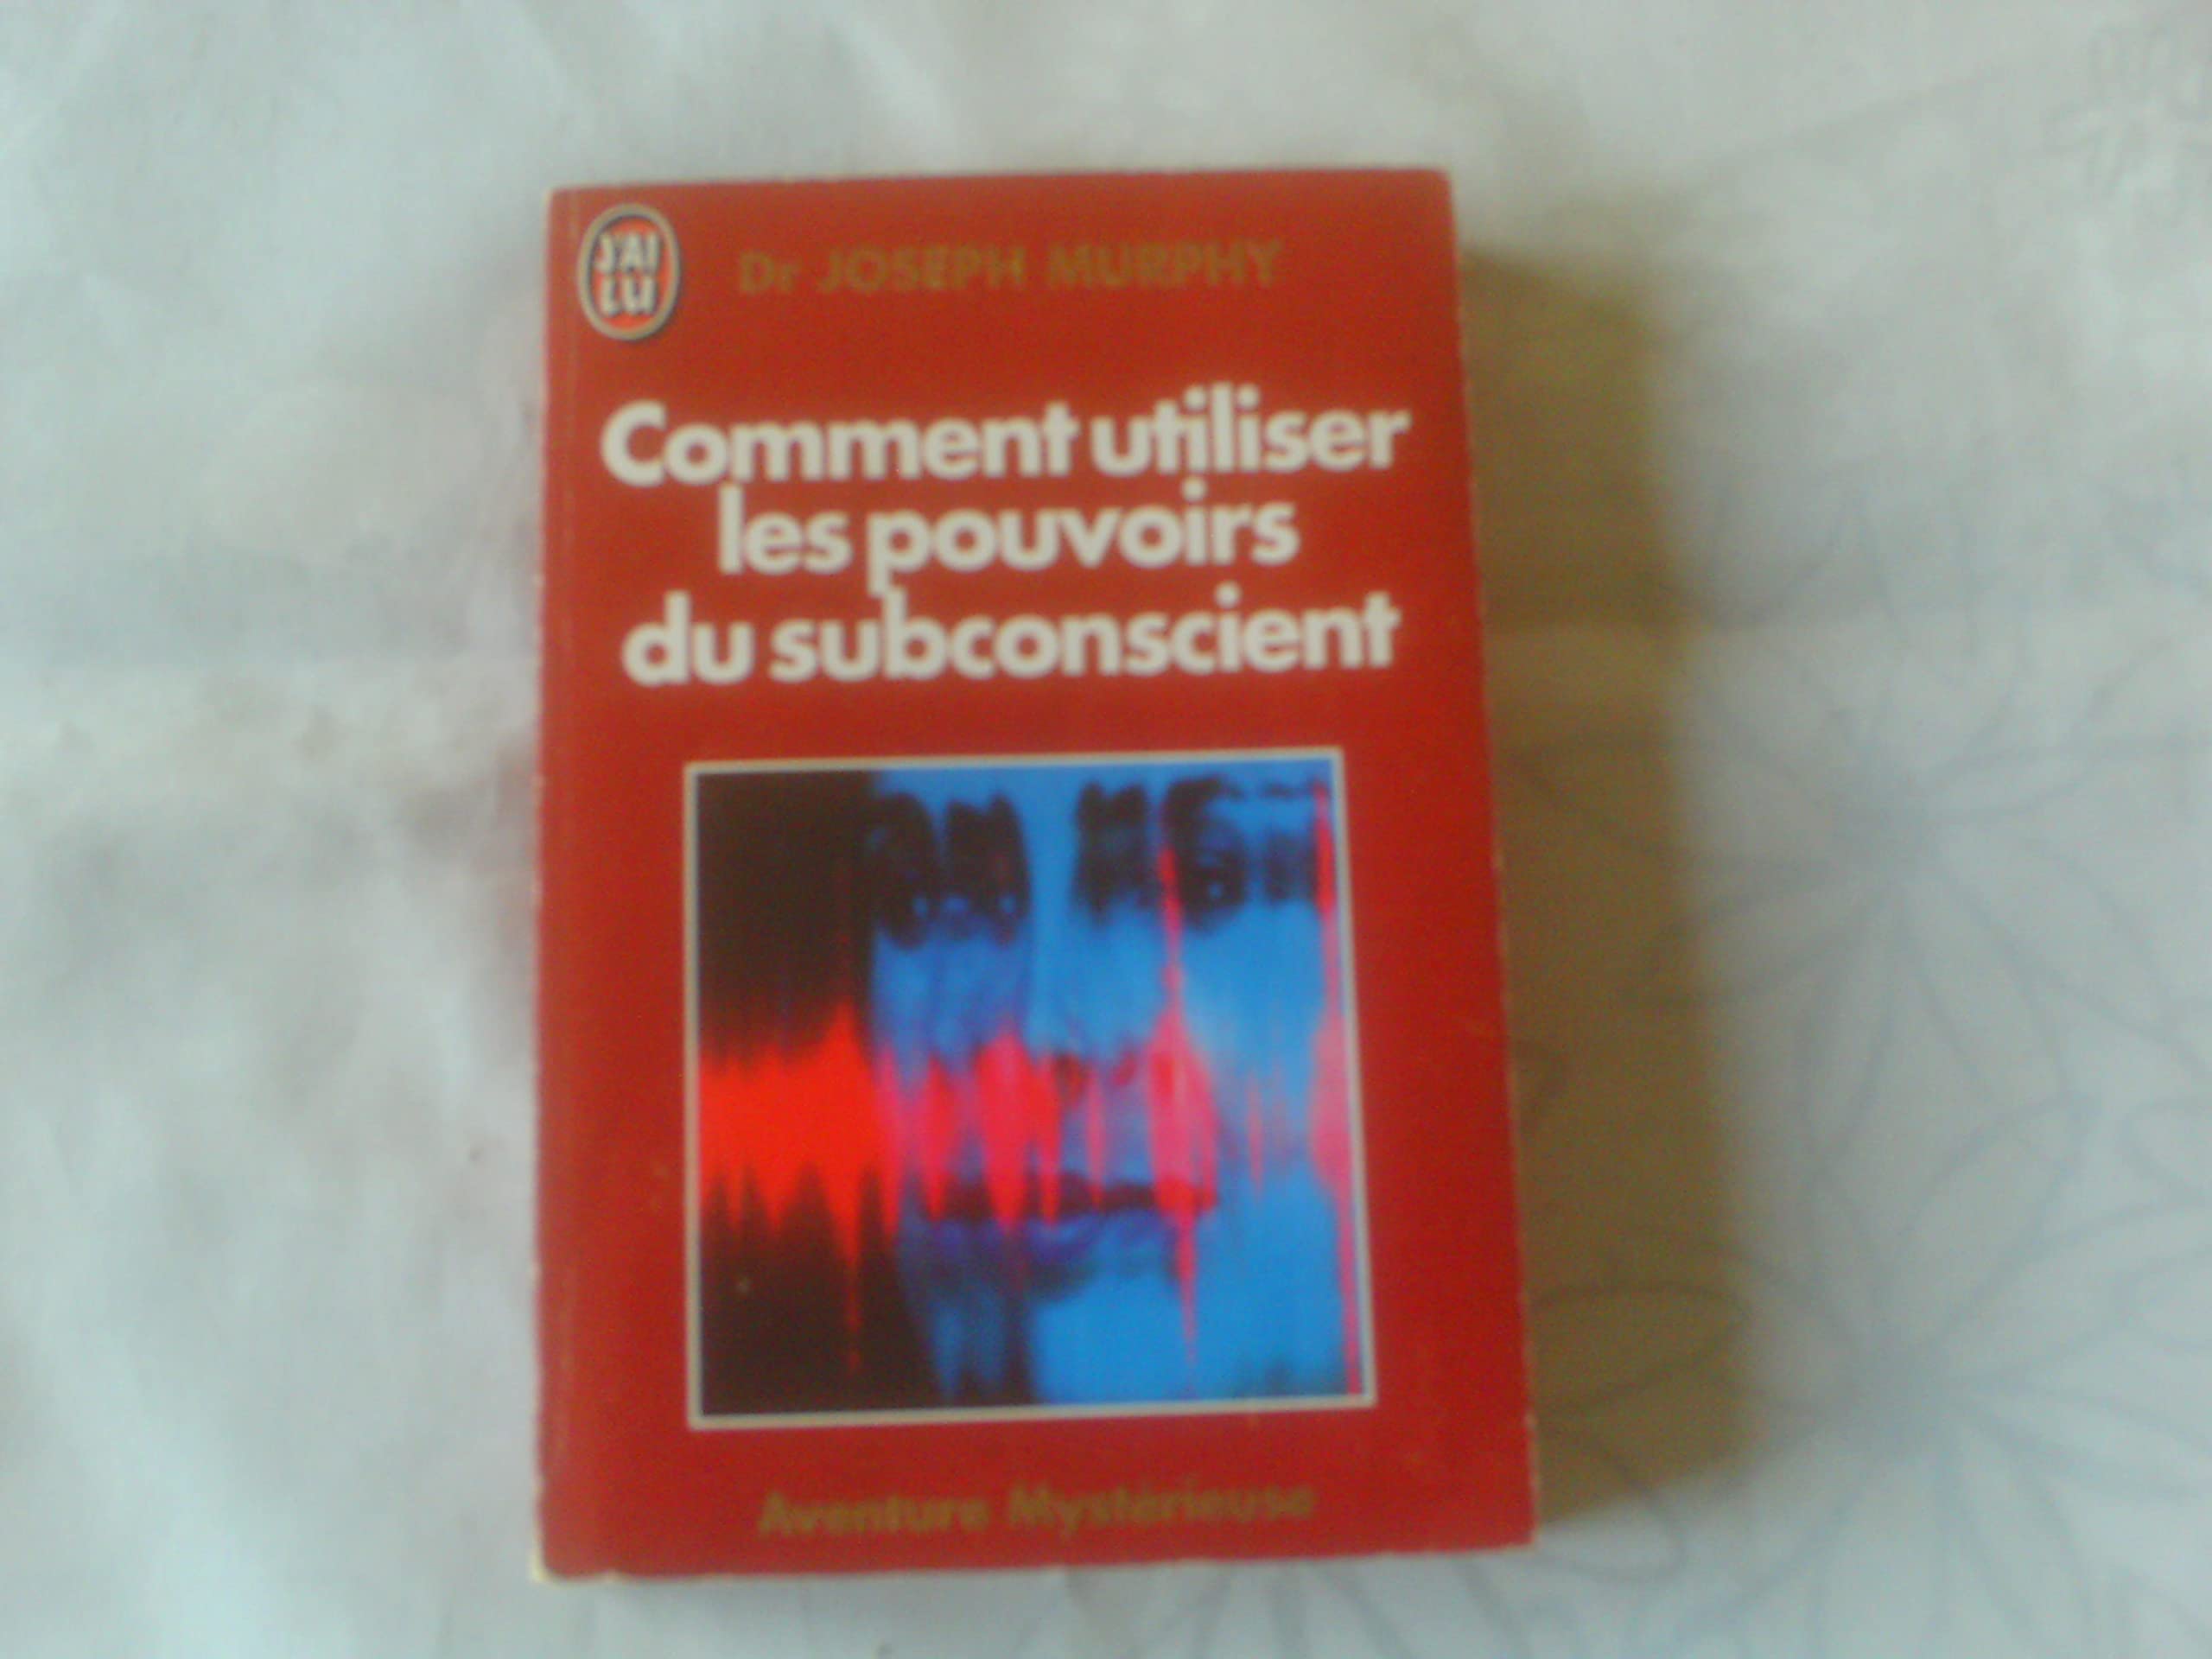 J'AI
LU
Dr JOSEPH MURPHY
Comment utiliser
les pouvoirs
du subconscient
Aventure Mystérieuse